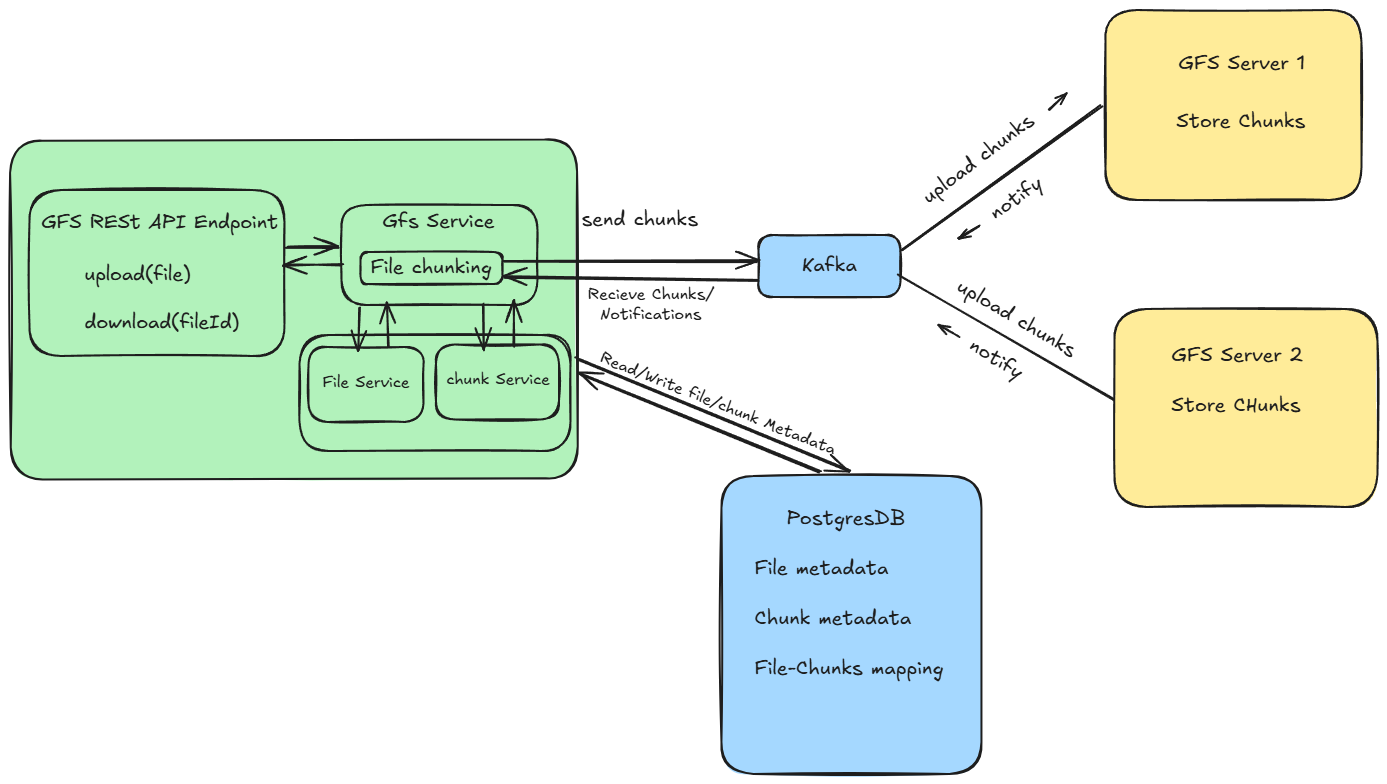 GFS REST API Endpoint
upload(file)
download(fileId)
Gfs Service
File chunking
File Service
chunk Service
send chunks
Recieve Chunks/
Notifications
Read/Write file/chunk Metadata
Kafka
upload chunks
notify
upload chunks
notify
GFS Server 1
Store Chunks
GFS Server 2
Store CHunks
PostgresDB
File metadata
Chunk metadata
File-Chunks mapping